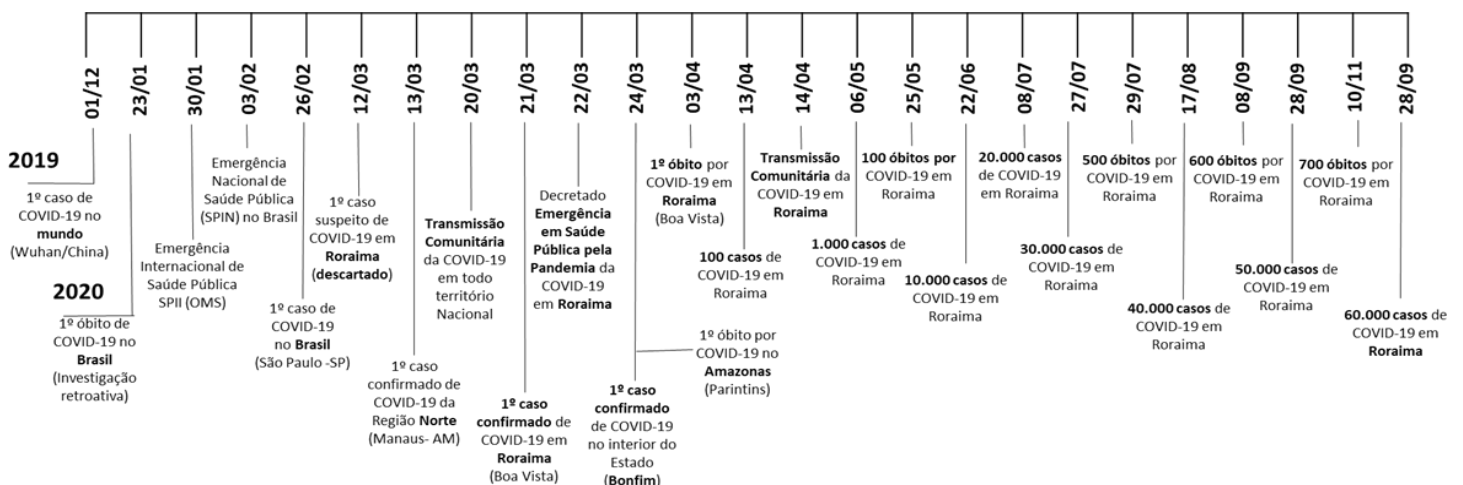 01/12
23/01
30/01
03/02
26/02
12/03
13/03
20/03
21/03
22/03
24/03
03/04
13/04
14/04
06/05
25/05
22/06
08/07
27/07
29/07
17/08
08/09
28/09
10/11
28/09
2019
1º caso de
COVID-19 no
mundo
(Wuhan/China)
2020
1º óbito de
COVID-19 no
Brasil
(Investigação
retroativa)
Emergência
Internacional de
Saúde Pública
SPII (OMS)
Emergência
Nacional de
Saúde Pública
(SPIN) no Brasil
1º caso de
COVID-19
no Brasil
(São Paulo -SP)
1º caso
suspeito de
COVID-19 em
Roraima
(descartado)
1º caso
confirmado de
COVID-19 da
Região Norte
(Manaus- AM)
Transmissão
Comunitária
da COVID-19
em todo
território
Nacional
1º caso
confirmado de
COVID-19 em
Roraima
(Boa Vista)
Decretado
Emergência
em Saúde
Pública pela
Pandemia da
COVID-19
em Roraima
1º caso
confirmado
de COVID-19
no interior do
Estado
(Bonfim)
1º óbito por
COVID-19 no
Amazonas
(Parintins)
1º óbito por
COVID-19 em
Roraima
(Boa Vista)
100 casos de
COVID-19 em
Roraima
Transmissão
Comunitária da
COVID-19 em
Roraima
1.000 casos de
COVID-19 em
Roraima
100 óbitos por
COVID-19 em
Roraima
10.000 casos de
COVID-19 em
Roraima
20.000 casos
de COVID-19
em Roraima
30.000 casos de
COVID-19 em
Roraima
500 óbitos por
COVID-19 em
Roraima
40.000 casos de
COVID-19 em
Roraima
600 óbitos por
COVID-19 em
Roraima
50.000 casos de
COVID-19 em
Roraima
700 óbitos por
COVID-19 em
Roraima
60.000 casos de
COVID-19 em
Roraima